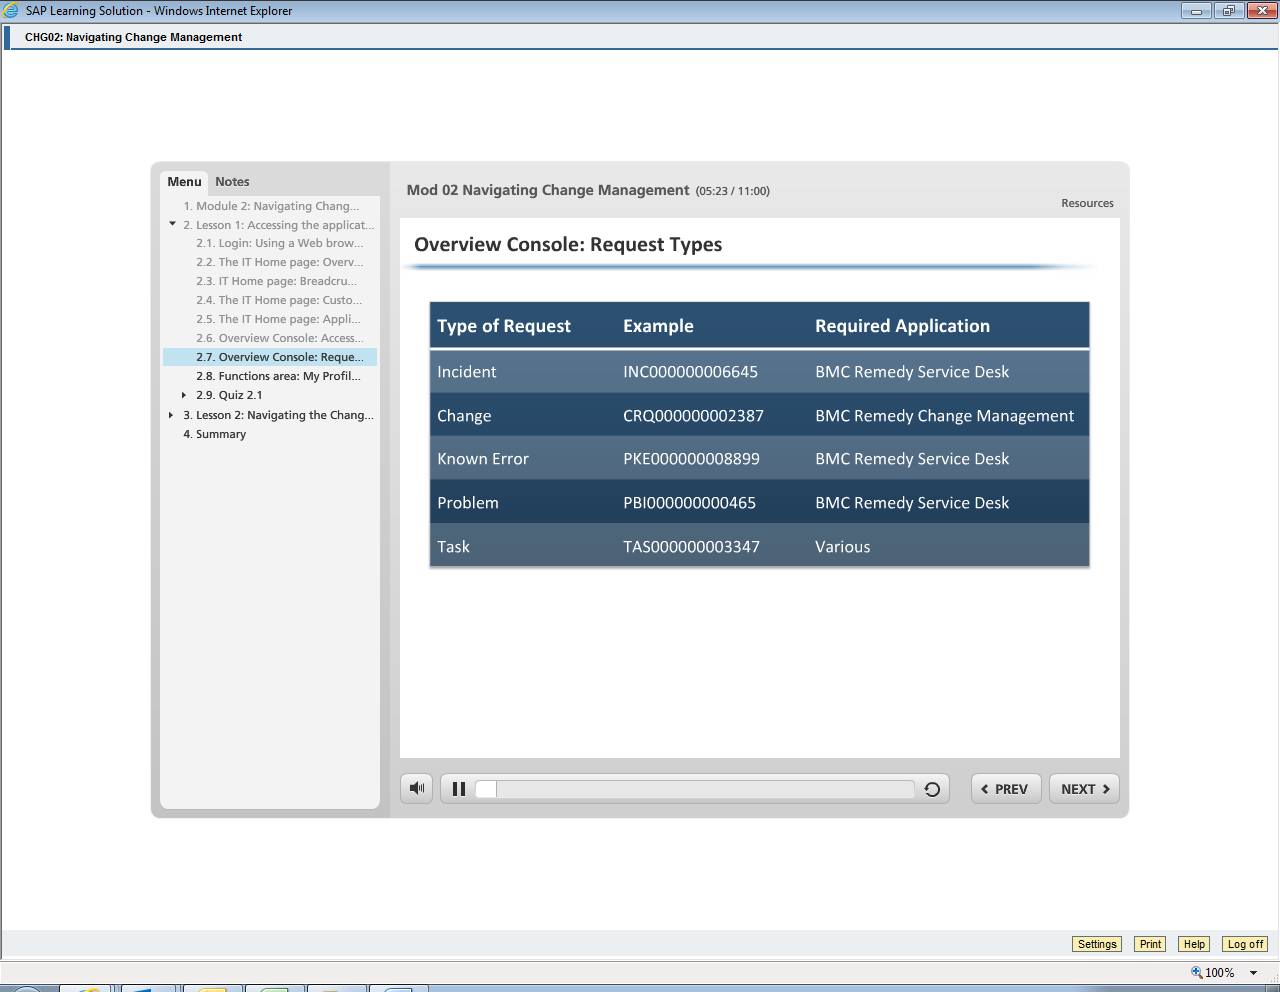 SAP Learning Solution - Windows Internet Explorer
CHG02: Navigating Change Management
Menu
Notes
1. Module 2: Navigating Chang...
2. Lesson 1: Accessing the applicat...
2.1. Login: Using a Web brow...
2.2. The IT Home page: Overv...
2.3. IT Home page: Breadcru...
2.4. The IT Home page: Custo...
2.5. The IT Home page: Appli...
2.6. Overview Console: Access...
2.7. Overview Console: Reque...
2.8. Functions area: My Profil...
2.9. Quiz 2.1
3. Lesson 2: Navigating the Chang...
4. Summary
Mod 02 Navigating Change Management (05:23 / 11:00)
Resources
Overview Console: Request Types
Type of Request Example Required Application
Incident INC000000006645 BMC Remedy Service Desk
Change CRQ000000002387 BMC Remedy Change Management
Known Error PKE000000008899 BMC Remedy Service Desk
Problem PBI000000000465 BMC Remedy Service Desk
Task TAS000000003347 Various
PREV
NEXT
Settings Print Help Log off
100%